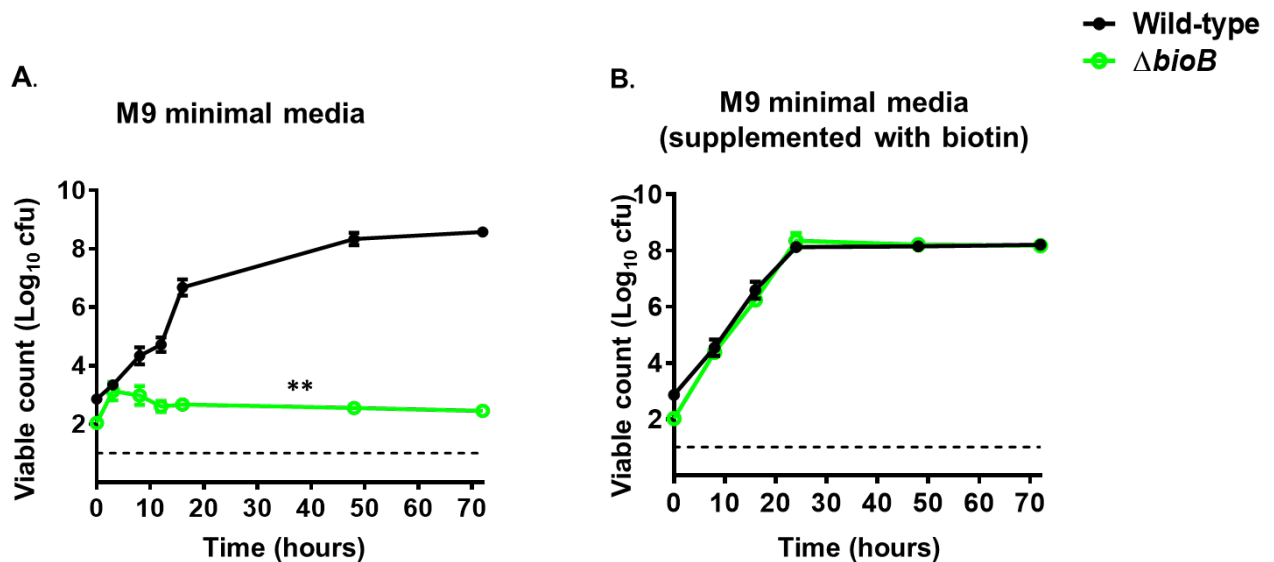 Wild-type
ΔbioB
A.
M9 minimal media
10
8
6
4
2
Viable count (Log10 cfu)
**
0 10 20 30 40 50 60 70
Time (hours)
B.
M9 minimal media
(supplemented with biotin)
10
8
6
4
2
Viable count (Log10 cfu)
0 10 20 30 40 50 60 70
Time (hours)